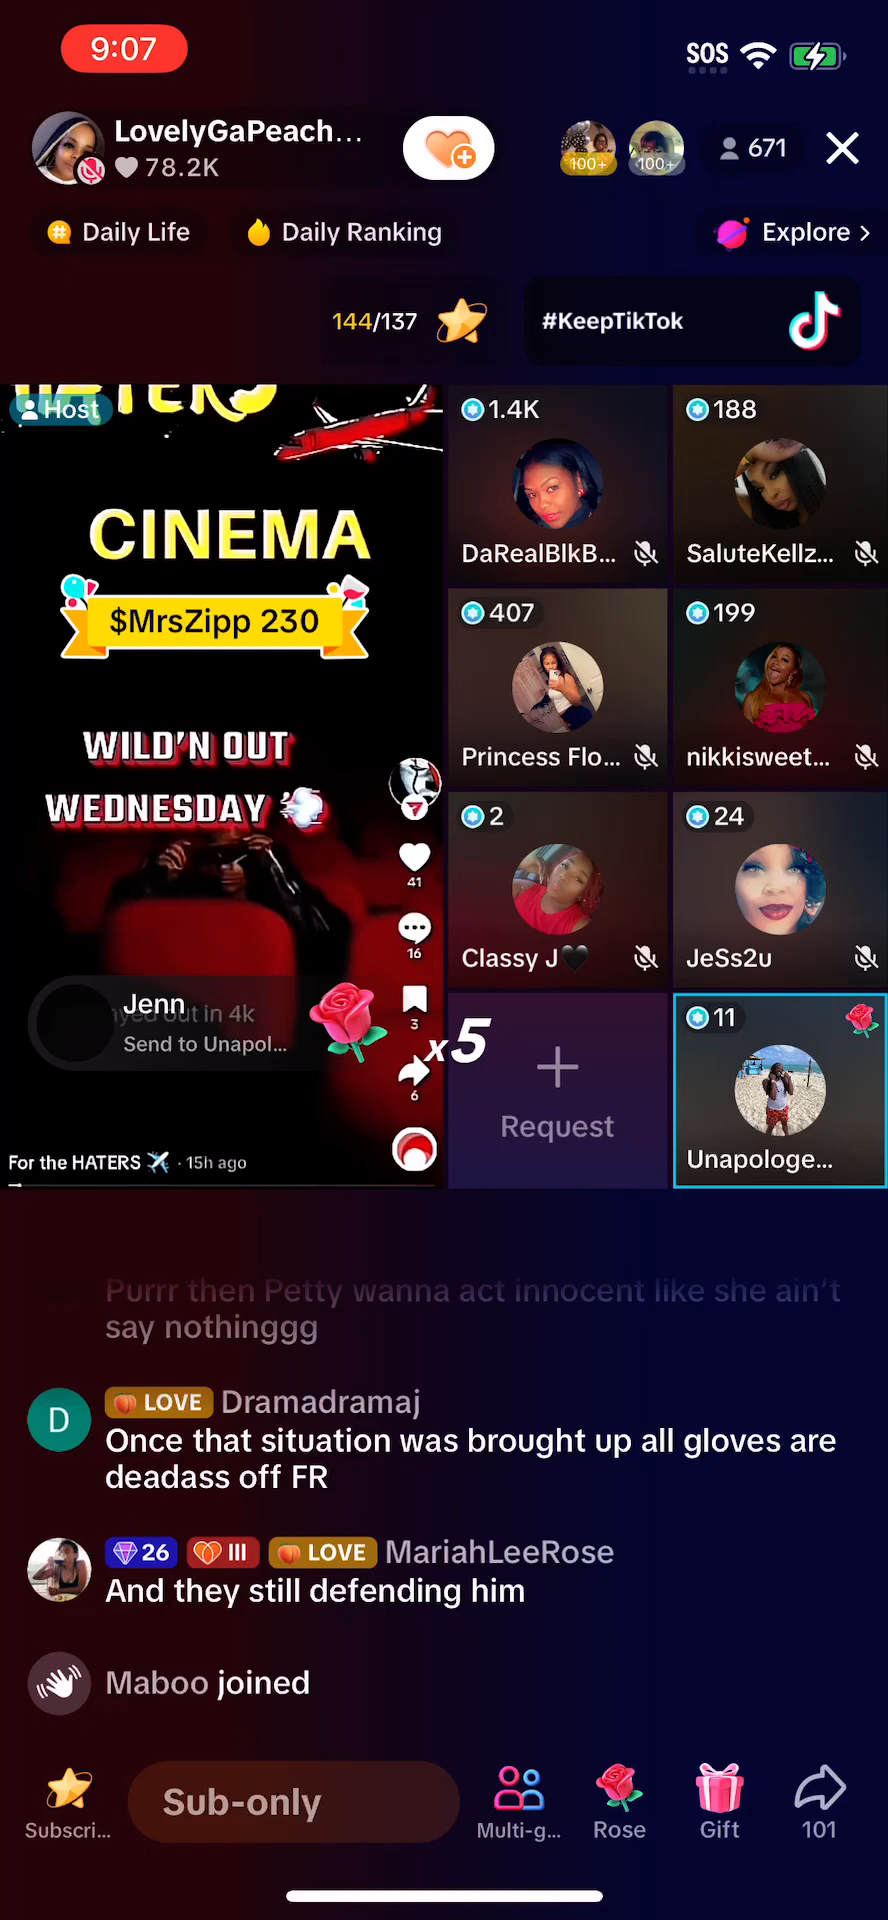 9:07
SOS
LovelyGaPeach...
78.2K
100+
100+
671
Daily Life
Daily Ranking
Explore >
144/137
#KeepTikTok
HATERS
Host
CINEMA
$MrsZipp 230
WILD'N OUT
WEDNESDAY
41
16
3
6
Jenn
yed out in 4k
Send to Unapol...
x5
For the HATERS ✈️ · 15h ago
1.4K
DaRealBlkB...
188
SaluteKellz...
407
Princess Flo...
199
nikkisweet...
2
Classy J🖤
24
JeSs2u
+
Request
11
Unapologe...
Purrr then Petty wanna act innocent like she ain't
say nothinggg
D
LOVE Dramadramaj
Once that situation was brought up all gloves are
deadass off FR
26 III LOVE MariahLeeRose
And they still defending him
Maboo joined
Subscri...
Sub-only
Multi-g...
Rose
Gift
101